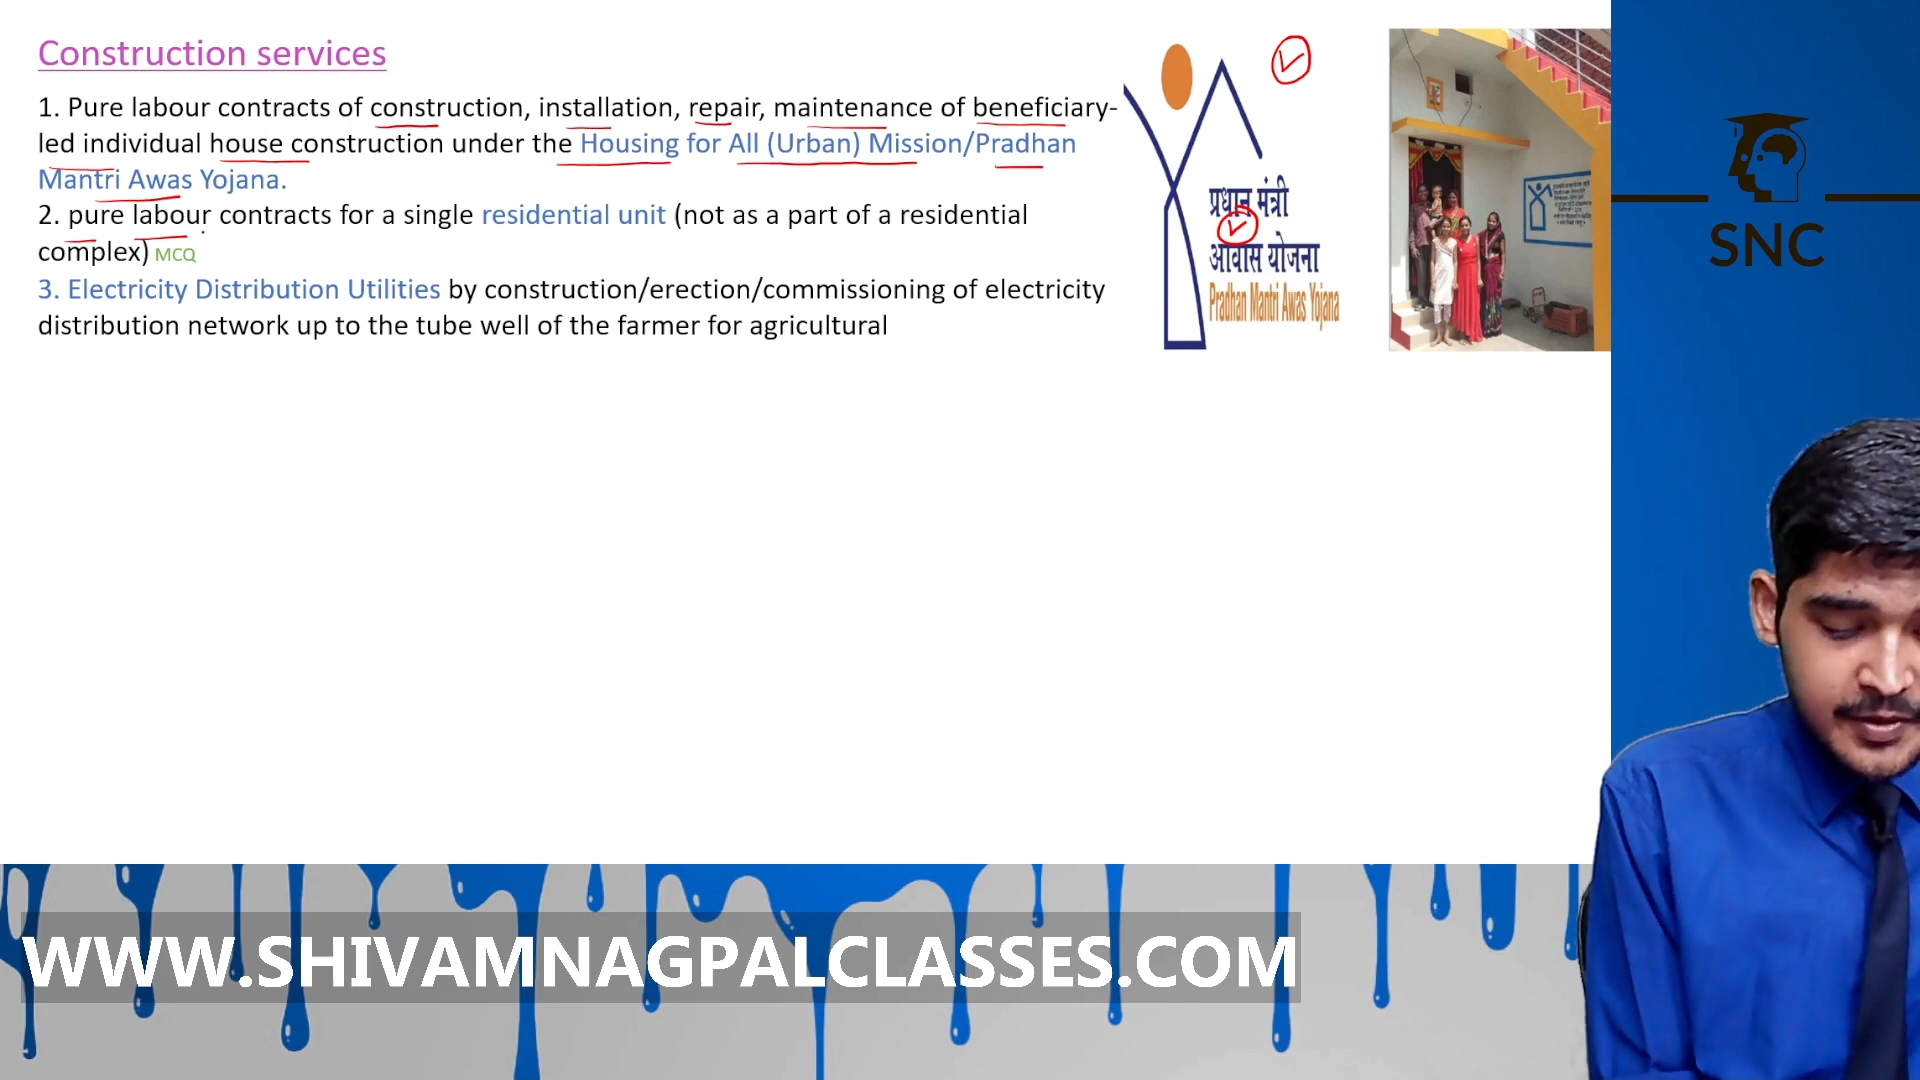 Construction services
1. Pure labour contracts of construction, installation, repair, maintenance of beneficiary-
led individual house construction under the Housing for All (Urban) Mission/Pradhan
Mantri Awas Yojana.
2. pure labour contracts for a single residential unit (not as a part of a residential
complex) MCQ
3. Electricity Distribution Utilities by construction/erection/commissioning of electricity
distribution network up to the tube well of the farmer for agricultural
प्रधान मंत्री
आवास योजना
Pradhan Mantri Awas Yojana
SNC
WWW.SHIVAMNAGPALCLASSES.COM